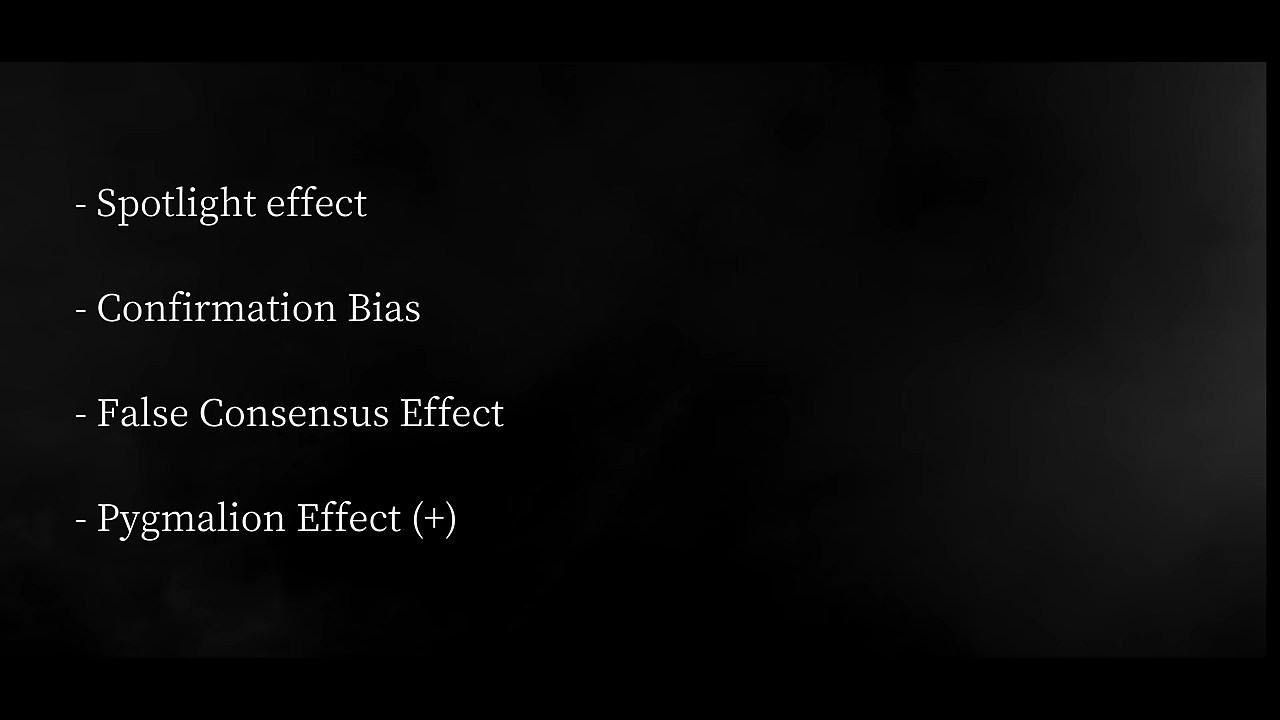 - Spotlight effect
- Confirmation Bias
- False Consensus Effect
- Pygmalion Effect (+)